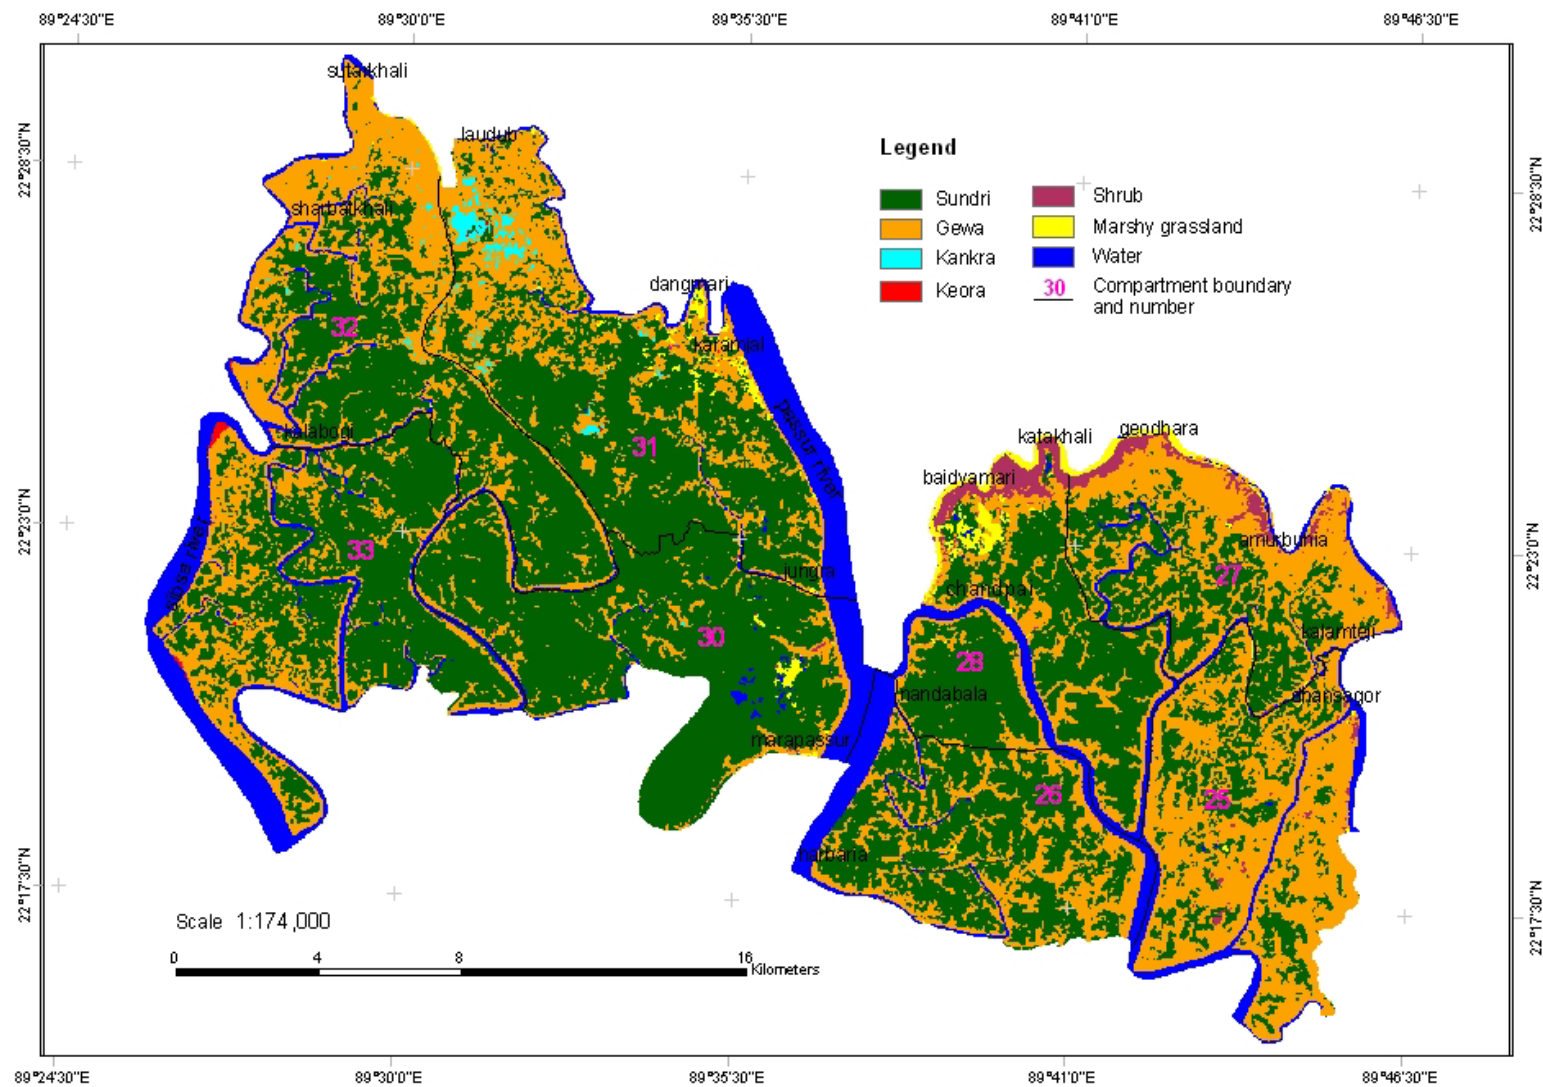 89°24'30"E 89°30'0"E 89°35'30"E 89°41'0"E 89°46'30"E
sutarkhali
laudub
22°28'30"N
22°28'30"N
Legend
Sundri
Gewa
Kankra
Keora
Shrub
Marshy grassland
Water
30 Compartment boundary
and number
sharbatkhali
dangmari
32
katamjal
passur river
kalabogi
31
katakhali
geodhara
baidyamari
22°23'0"N
22°23'0"N
33
amurbunia
jungra
27
chandpai
sibsa river
30
kalamteji
28
nandabala
dhansagor
marapassur
26
25
harbaria
22°17'30"N
22°17'30"N
Scale 1:174,000
0 4 8 16
Kilometers
89°24'30"E 89°30'0"E 89°35'30"E 89°41'0"E 89°46'30"E